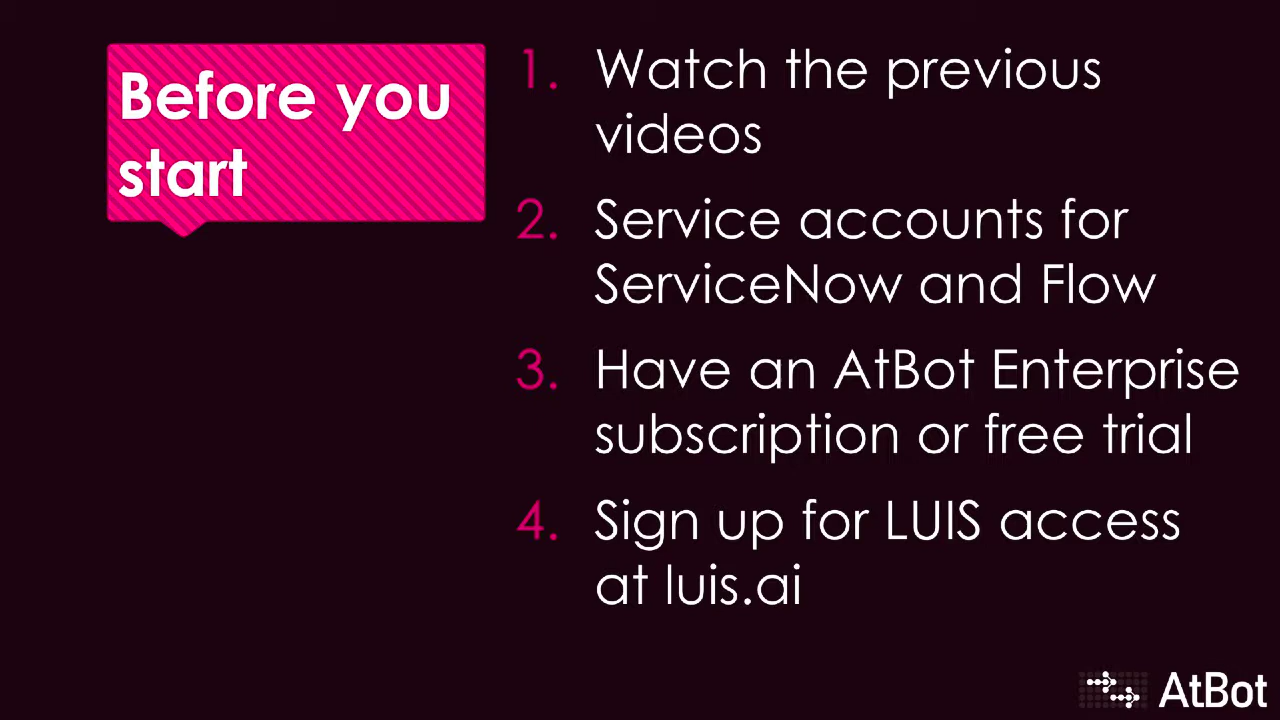 Before you
start
1. Watch the previous
videos
2. Service accounts for
ServiceNow and Flow
3. Have an AtBot Enterprise
subscription or free trial
4. Sign up for LUIS access
at luis.ai
AtBot